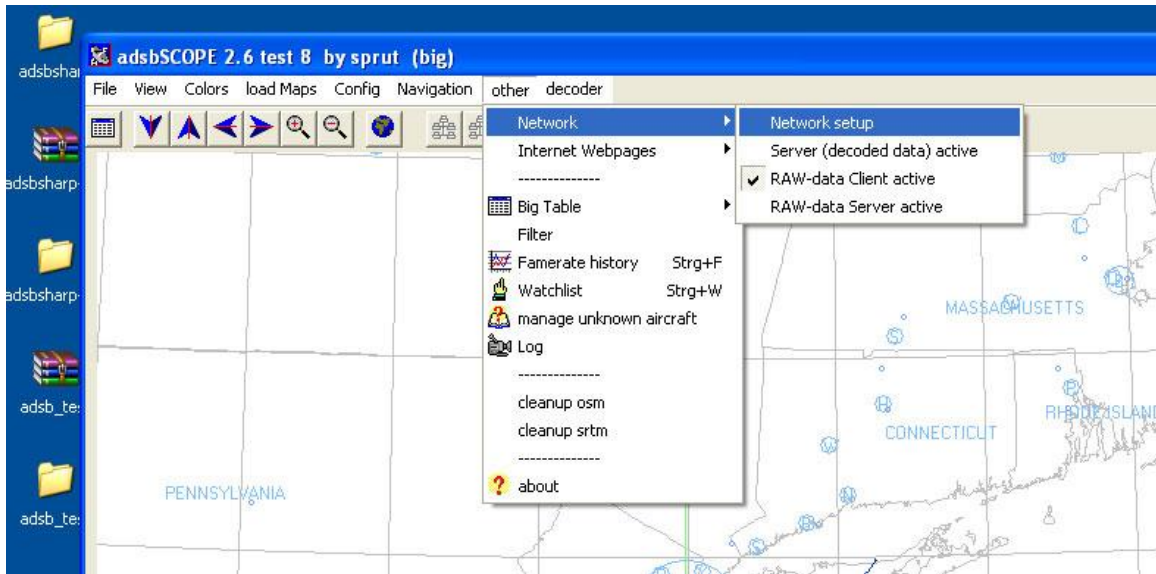 adsbshar
adsbSCOPE 2.6 test 8 by sprut (big)
File View Colors load Maps Config Navigation other decoder
Network
Network setup
Internet Webpages
Server (decoded data) active
--------------
RAW-data Client active
Big Table
RAW-data Server active
Filter
Famerate history Strg+F
Watchlist Strg+W
manage unknown aircraft
Log
--------------
cleanup osm
cleanup srtm
--------------
about
adsbsharp-
adsbsharp-
adsb_te
adsb_te
MASSACHUSETTS
RHODE ISLAND
CONNECTICUT
PENNSYLVANIA